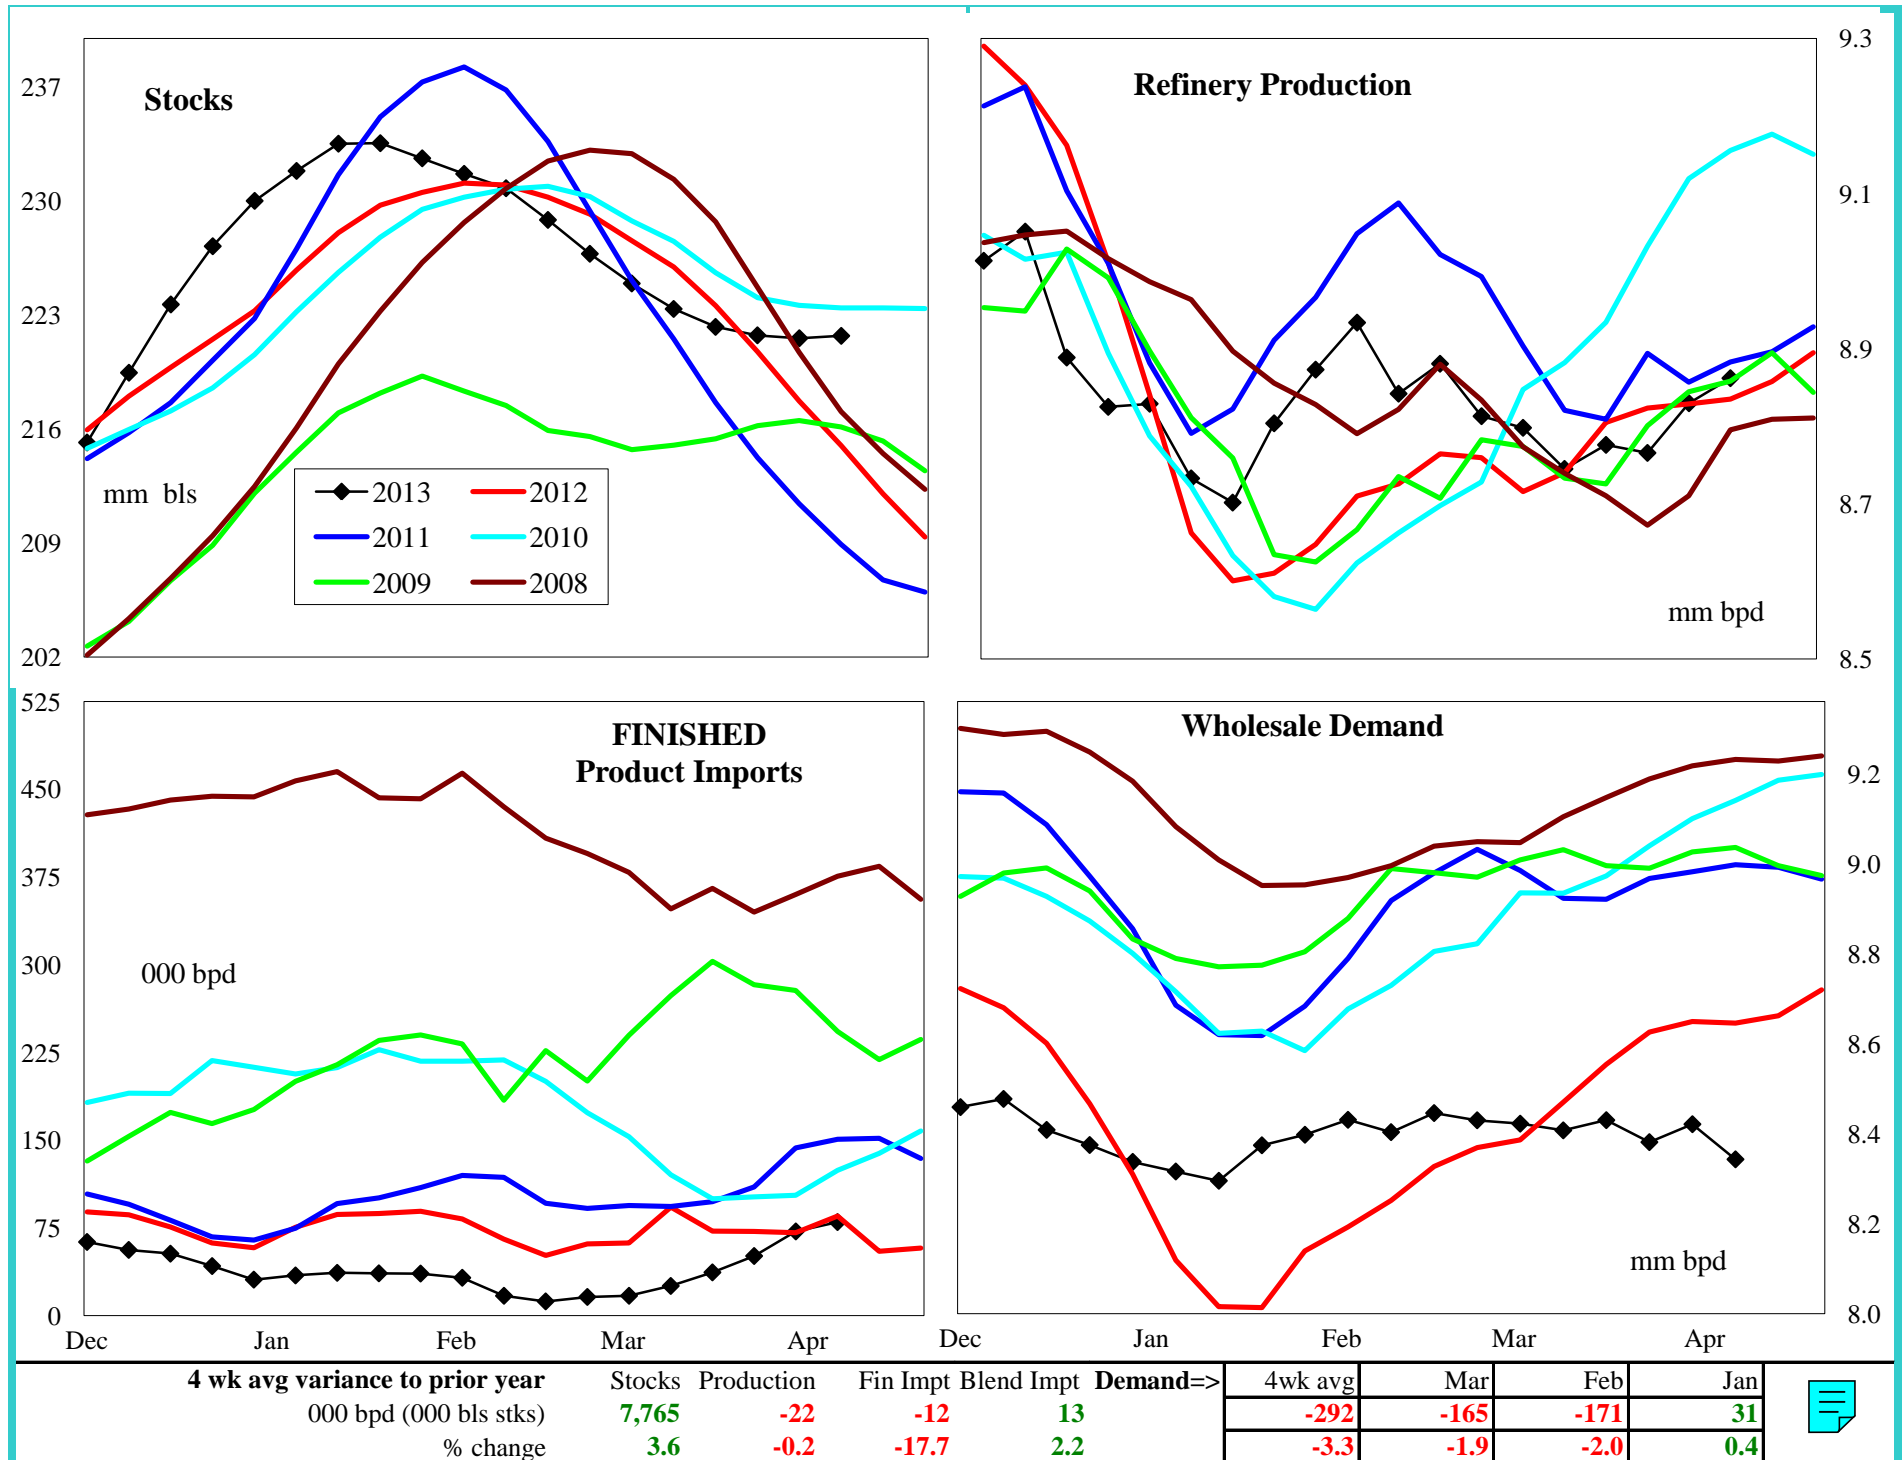 Stocks
237
230
223
216
209
202
mm bls
2013 2012
2011 2010
2009 2008
Refinery Production
9.3
9.1
8.9
8.7
8.5
mm bpd
FINISHED
Product Imports
525
450
375
300
225
150
75
0
000 bpd
Dec Jan Feb Mar Apr
Wholesale Demand
9.2
9.0
8.8
8.6
8.4
8.2
8.0
mm bpd
Dec Jan Feb Mar Apr
4 wk avg variance to prior year Stocks Production Fin Impt Blend Impt Demand=> 4wk avg Mar Feb Jan
000 bpd (000 bls stks) 7,765 -22 -12 13 -292 -165 -171 31
% change 3.6 -0.2 -17.7 2.2 -3.3 -1.9 -2.0 0.4